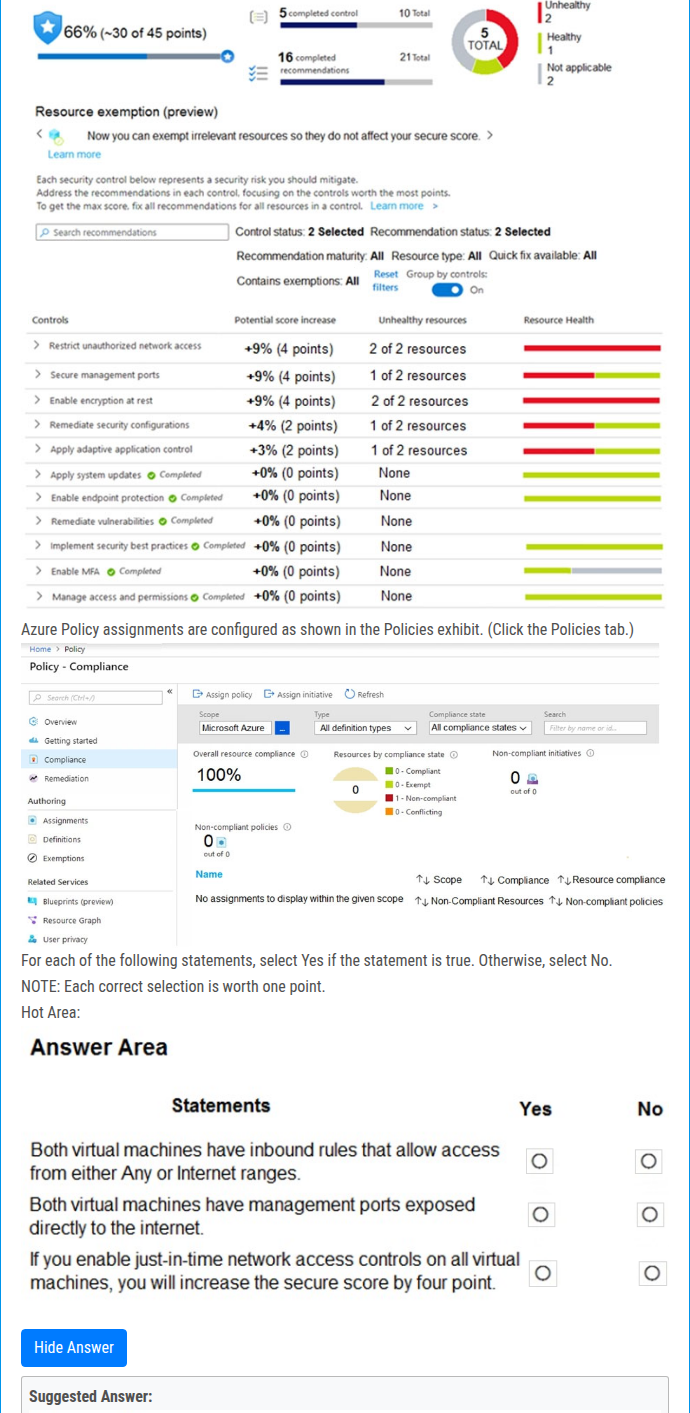 66% (~30 of 45 points)
5 completed control 10 Total
16 completed recommendations 21 Total
5 TOTAL
Unhealthy
2
Healthy
1
Not applicable
2
Resource exemption (preview)
< Now you can exempt irrelevant resources so they do not affect your secure score. >
Learn more
Each security control below represents a security risk you should mitigate.
Address the recommendations in each control, focusing on the controls worth the most points.
To get the max score, fix all recommendations for all resources in a control. Learn more >
Search recommendations
Control status: 2 Selected Recommendation status: 2 Selected
Recommendation maturity: All Resource type: All Quick fix available: All
Contains exemptions: All Reset filters Group by controls: On
Controls Potential score increase Unhealthy resources Resource Health
> Restrict unauthorized network access +9% (4 points) 2 of 2 resources
> Secure management ports +9% (4 points) 1 of 2 resources
> Enable encryption at rest +9% (4 points) 2 of 2 resources
> Remediate security configurations +4% (2 points) 1 of 2 resources
> Apply adaptive application control +3% (2 points) 1 of 2 resources
> Apply system updates Completed +0% (0 points) None
> Enable endpoint protection Completed +0% (0 points) None
> Remediate vulnerabilities Completed +0% (0 points) None
> Implement security best practices Completed +0% (0 points) None
> Enable MFA Completed +0% (0 points) None
> Manage access and permissions Completed +0% (0 points) None
Azure Policy assignments are configured as shown in the Policies exhibit. (Click the Policies tab.)
Home > Policy
Policy - Compliance
Search (Ctrl+/) «
Overview
Getting started
Compliance
Remediation
Authoring
Assignments
Definitions
Exemptions
Related Services
Blueprints (preview)
Resource Graph
User privacy
Assign policy Assign initiative Refresh
Scope Type Compliance state Search
Microsoft Azure ... All definition types All compliance states Filter by name or id...
Overall resource compliance
100%
Resources by compliance state
0
0 - Compliant
0 - Exempt
1 - Non-compliant
0 - Conflicting
Non-compliant initiatives
0
out of 0
Non-compliant policies
0
out of 0
Name ↑↓ Scope ↑↓ Compliance ↑↓ Resource compliance
No assignments to display within the given scope ↑↓ Non-Compliant Resources ↑↓ Non-compliant policies
For each of the following statements, select Yes if the statement is true. Otherwise, select No.
NOTE: Each correct selection is worth one point.
Hot Area:
Answer Area
Statements Yes No
Both virtual machines have inbound rules that allow access
from either Any or Internet ranges.
Both virtual machines have management ports exposed
directly to the internet.
If you enable just-in-time network access controls on all virtual
machines, you will increase the secure score by four point.
Hide Answer
Suggested Answer: